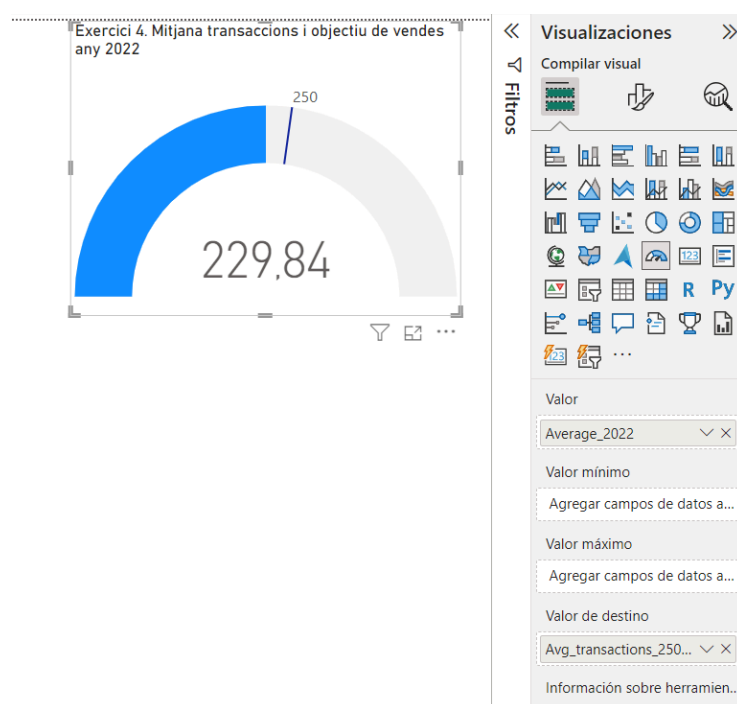 Exercici 4. Mitjana transaccions i objectiu de vendes
any 2022
250
229,84
Filtros
Visualizaciones
Compilar visual
123
R
Py
123
Valor
Average_2022
Valor mínimo
Agregar campos de datos a...
Valor máximo
Agregar campos de datos a...
Valor de destino
Avg_transactions_250...
Información sobre herramien...